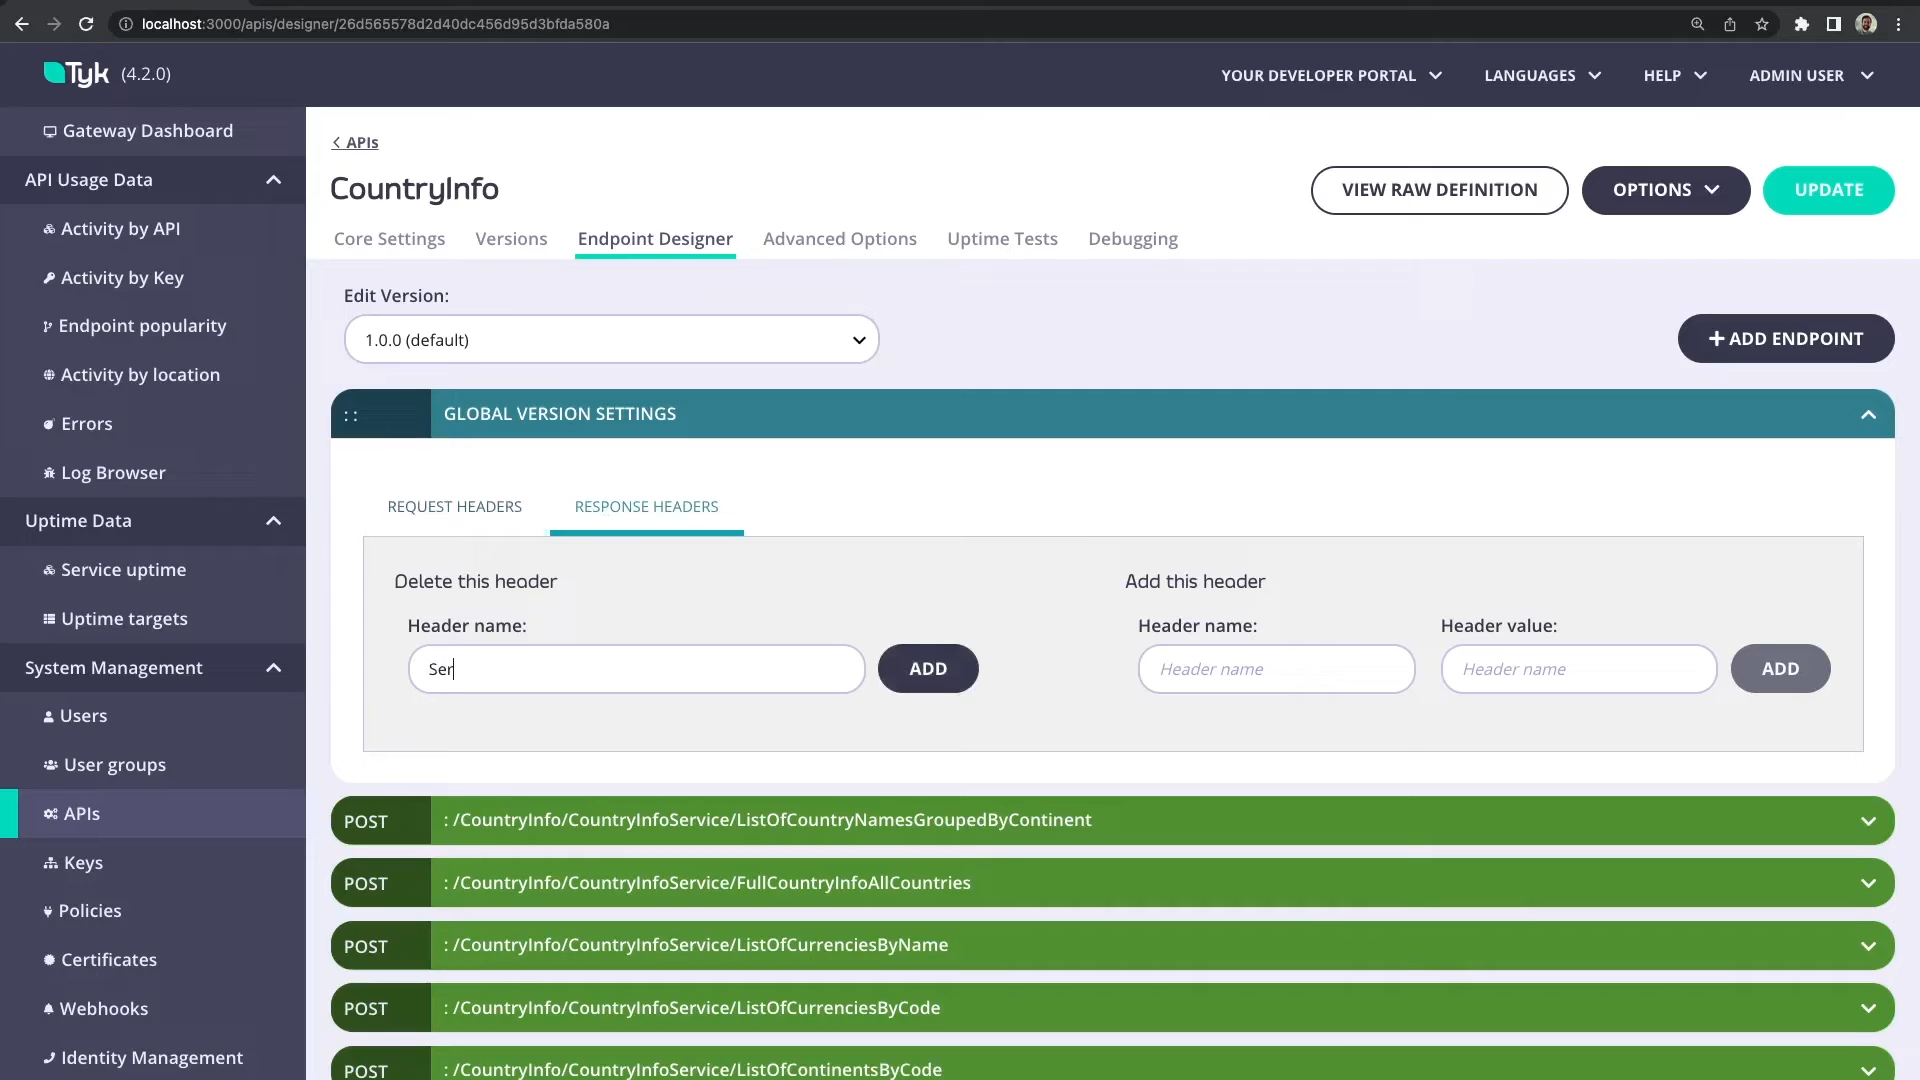 localhost:3000/apis/designer/26d565578d2d40dc456d95d3bfda580a
Tyk (4.2.0)
YOUR DEVELOPER PORTAL
LANGUAGES
HELP
ADMIN USER
Gateway Dashboard
API Usage Data
Activity by API
Activity by Key
Endpoint popularity
Activity by location
Errors
Log Browser
Uptime Data
Service uptime
Uptime targets
System Management
Users
User groups
APIs
Keys
Policies
Certificates
Webhooks
Identity Management
< APIs
CountryInfo
VIEW RAW DEFINITION
OPTIONS
UPDATE
Core Settings
Versions
Endpoint Designer
Advanced Options
Uptime Tests
Debugging
Edit Version:
1.0.0 (default)
+ ADD ENDPOINT
:: GLOBAL VERSION SETTINGS
REQUEST HEADERS
RESPONSE HEADERS
Delete this header
Header name:
Ser
ADD
Add this header
Header name:
Header name
Header value:
Header name
ADD
POST : /CountryInfo/CountryInfoService/ListOfCountryNamesGroupedByContinent
POST : /CountryInfo/CountryInfoService/FullCountryInfoAllCountries
POST : /CountryInfo/CountryInfoService/ListOfCurrenciesByName
POST : /CountryInfo/CountryInfoService/ListOfCurrenciesByCode
POST : /CountryInfo/CountryInfoService/ListOfContinentsByCode